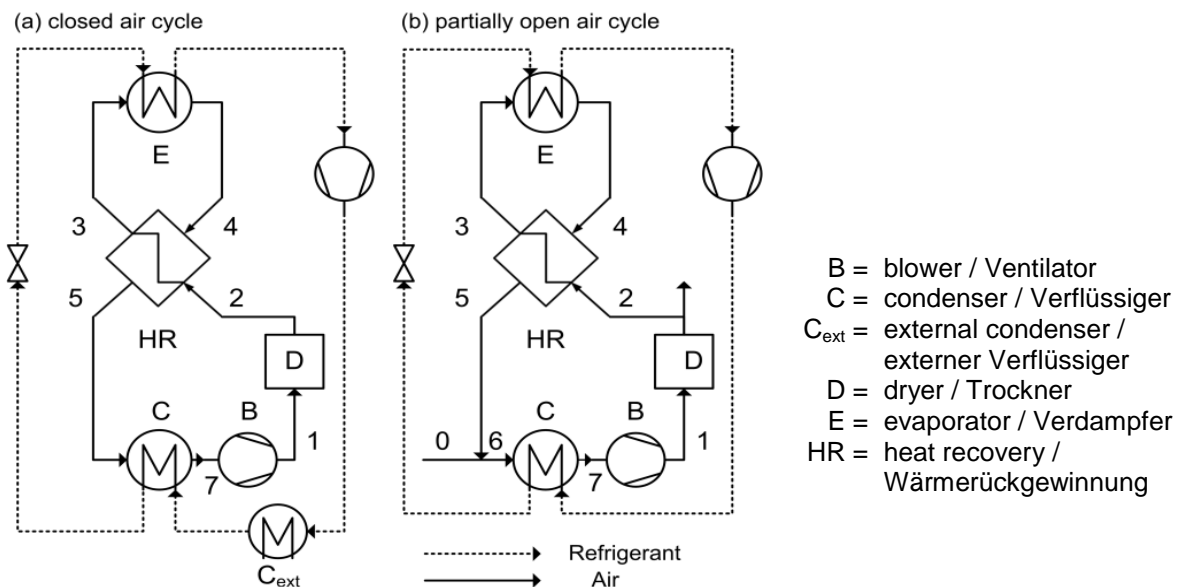 (a) closed air cycle
E
3
4
5
2
HR
D
C
B
1
7
C_ext
(b) partially open air cycle
E
3
4
5
2
HR
D
C
B
0
6
1
7
Refrigerant
Air
B = blower / Ventilator
C = condenser / Verflüssiger
C_ext = external condenser /
externer Verflüssiger
D = dryer / Trockner
E = evaporator / Verdampfer
HR = heat recovery /
Wärmerückgewinnung